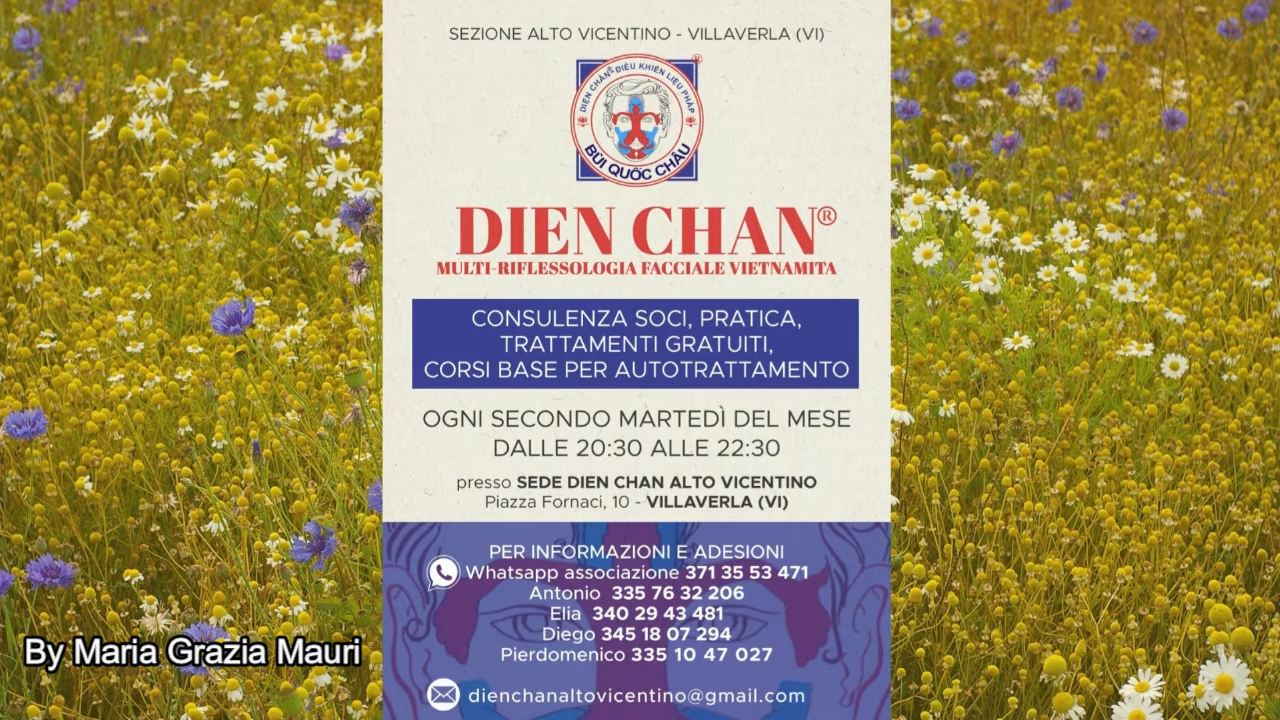 SEZIONE ALTO VICENTINO - VILLAVERLA (VI)
DIEN CHAN® - ĐIỀU KHIỂN LIỆU PHÁP
BÙI QUỐC CHÂU
®
DIEN CHAN®
MULTI-RIFLESSOLOGIA FACCIALE VIETNAMITA
CONSULENZA SOCI, PRATICA,
TRATTAMENTI GRATUITI,
CORSI BASE PER AUTOTRATTAMENTO
OGNI SECONDO MARTEDÌ DEL MESE
DALLE 20:30 ALLE 22:30
presso SEDE DIEN CHAN ALTO VICENTINO
Piazza Fornaci, 10 - VILLAVERLA (VI)
PER INFORMAZIONI E ADESIONI
Whatsapp associazione 371 35 53 471
Antonio 335 76 32 206
Elia 340 29 43 481
Diego 345 18 07 294
Pierdomenico 335 10 47 027
dienchanaltovicentino@gmail.com
By Maria Grazia Mauri